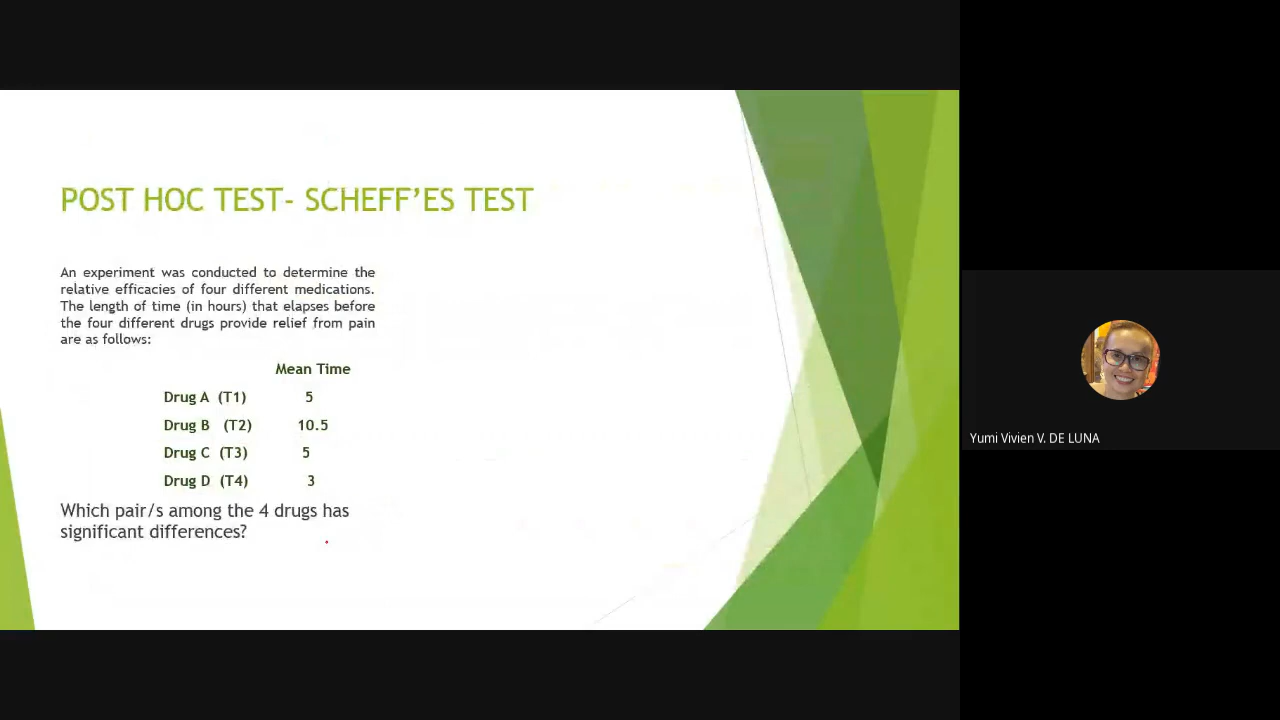 POST HOC TEST- SCHEFF'ES TEST
An experiment was conducted to determine the
relative efficacies of four different medications.
The length of time (in hours) that elapses before
the four different drugs provide relief from pain
are as follows:
Mean Time
Drug A (T1) 5
Drug B (T2) 10.5
Drug C (T3) 5
Drug D (T4) 3
Which pair/s among the 4 drugs has
significant differences?
Yumi Vivien V. DE LUNA